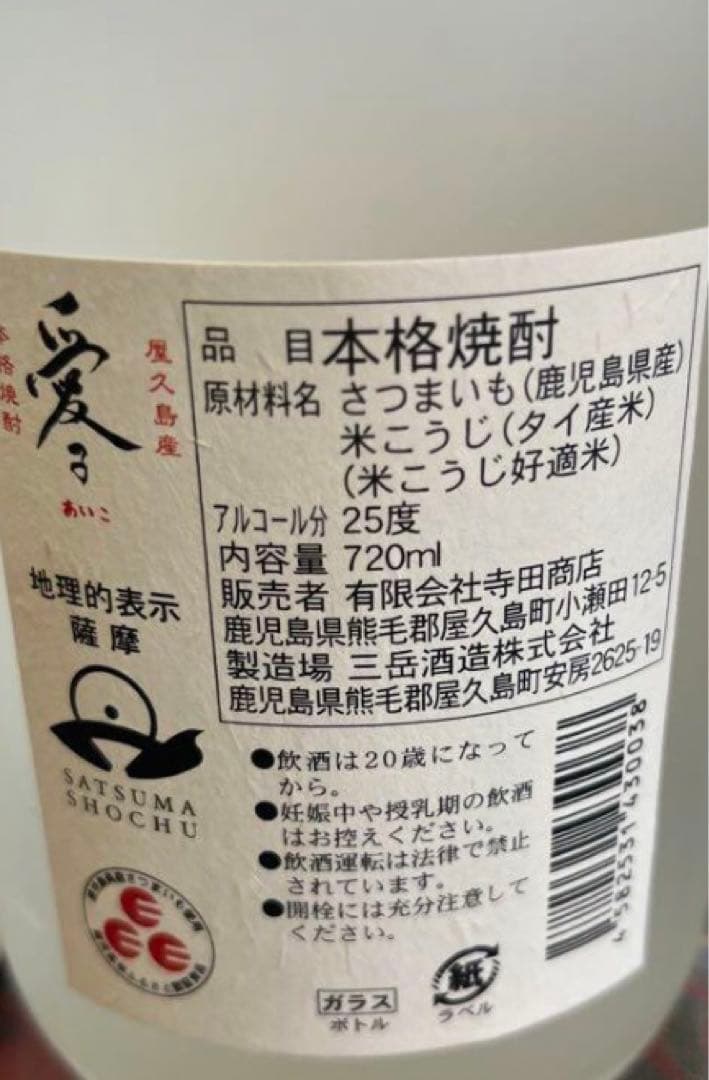 愛子
あいこ
屋久島産
本格焼酎
地理的表示
薩摩
SATSUMA
SHOCHU
品目 本格焼酎
原材料名 さつまいも(鹿児島県産)
米こうじ(タイ産米)
(米こうじ好適米)
アルコール分 25度
内容量 720ml
販売者 有限会社寺田商店
鹿児島県熊毛郡屋久島町小瀬田12-5
製造場 三岳酒造株式会社
鹿児島県熊毛郡屋久島町安房2625-19
●飲酒は20歳になって
から。
●妊娠中や授乳期の飲酒
はお控えください。
●飲酒運転は法律で禁止
されています。
●開栓には充分注意して
ください。
ガラス
ボトル
紙
ラベル
4582531430038